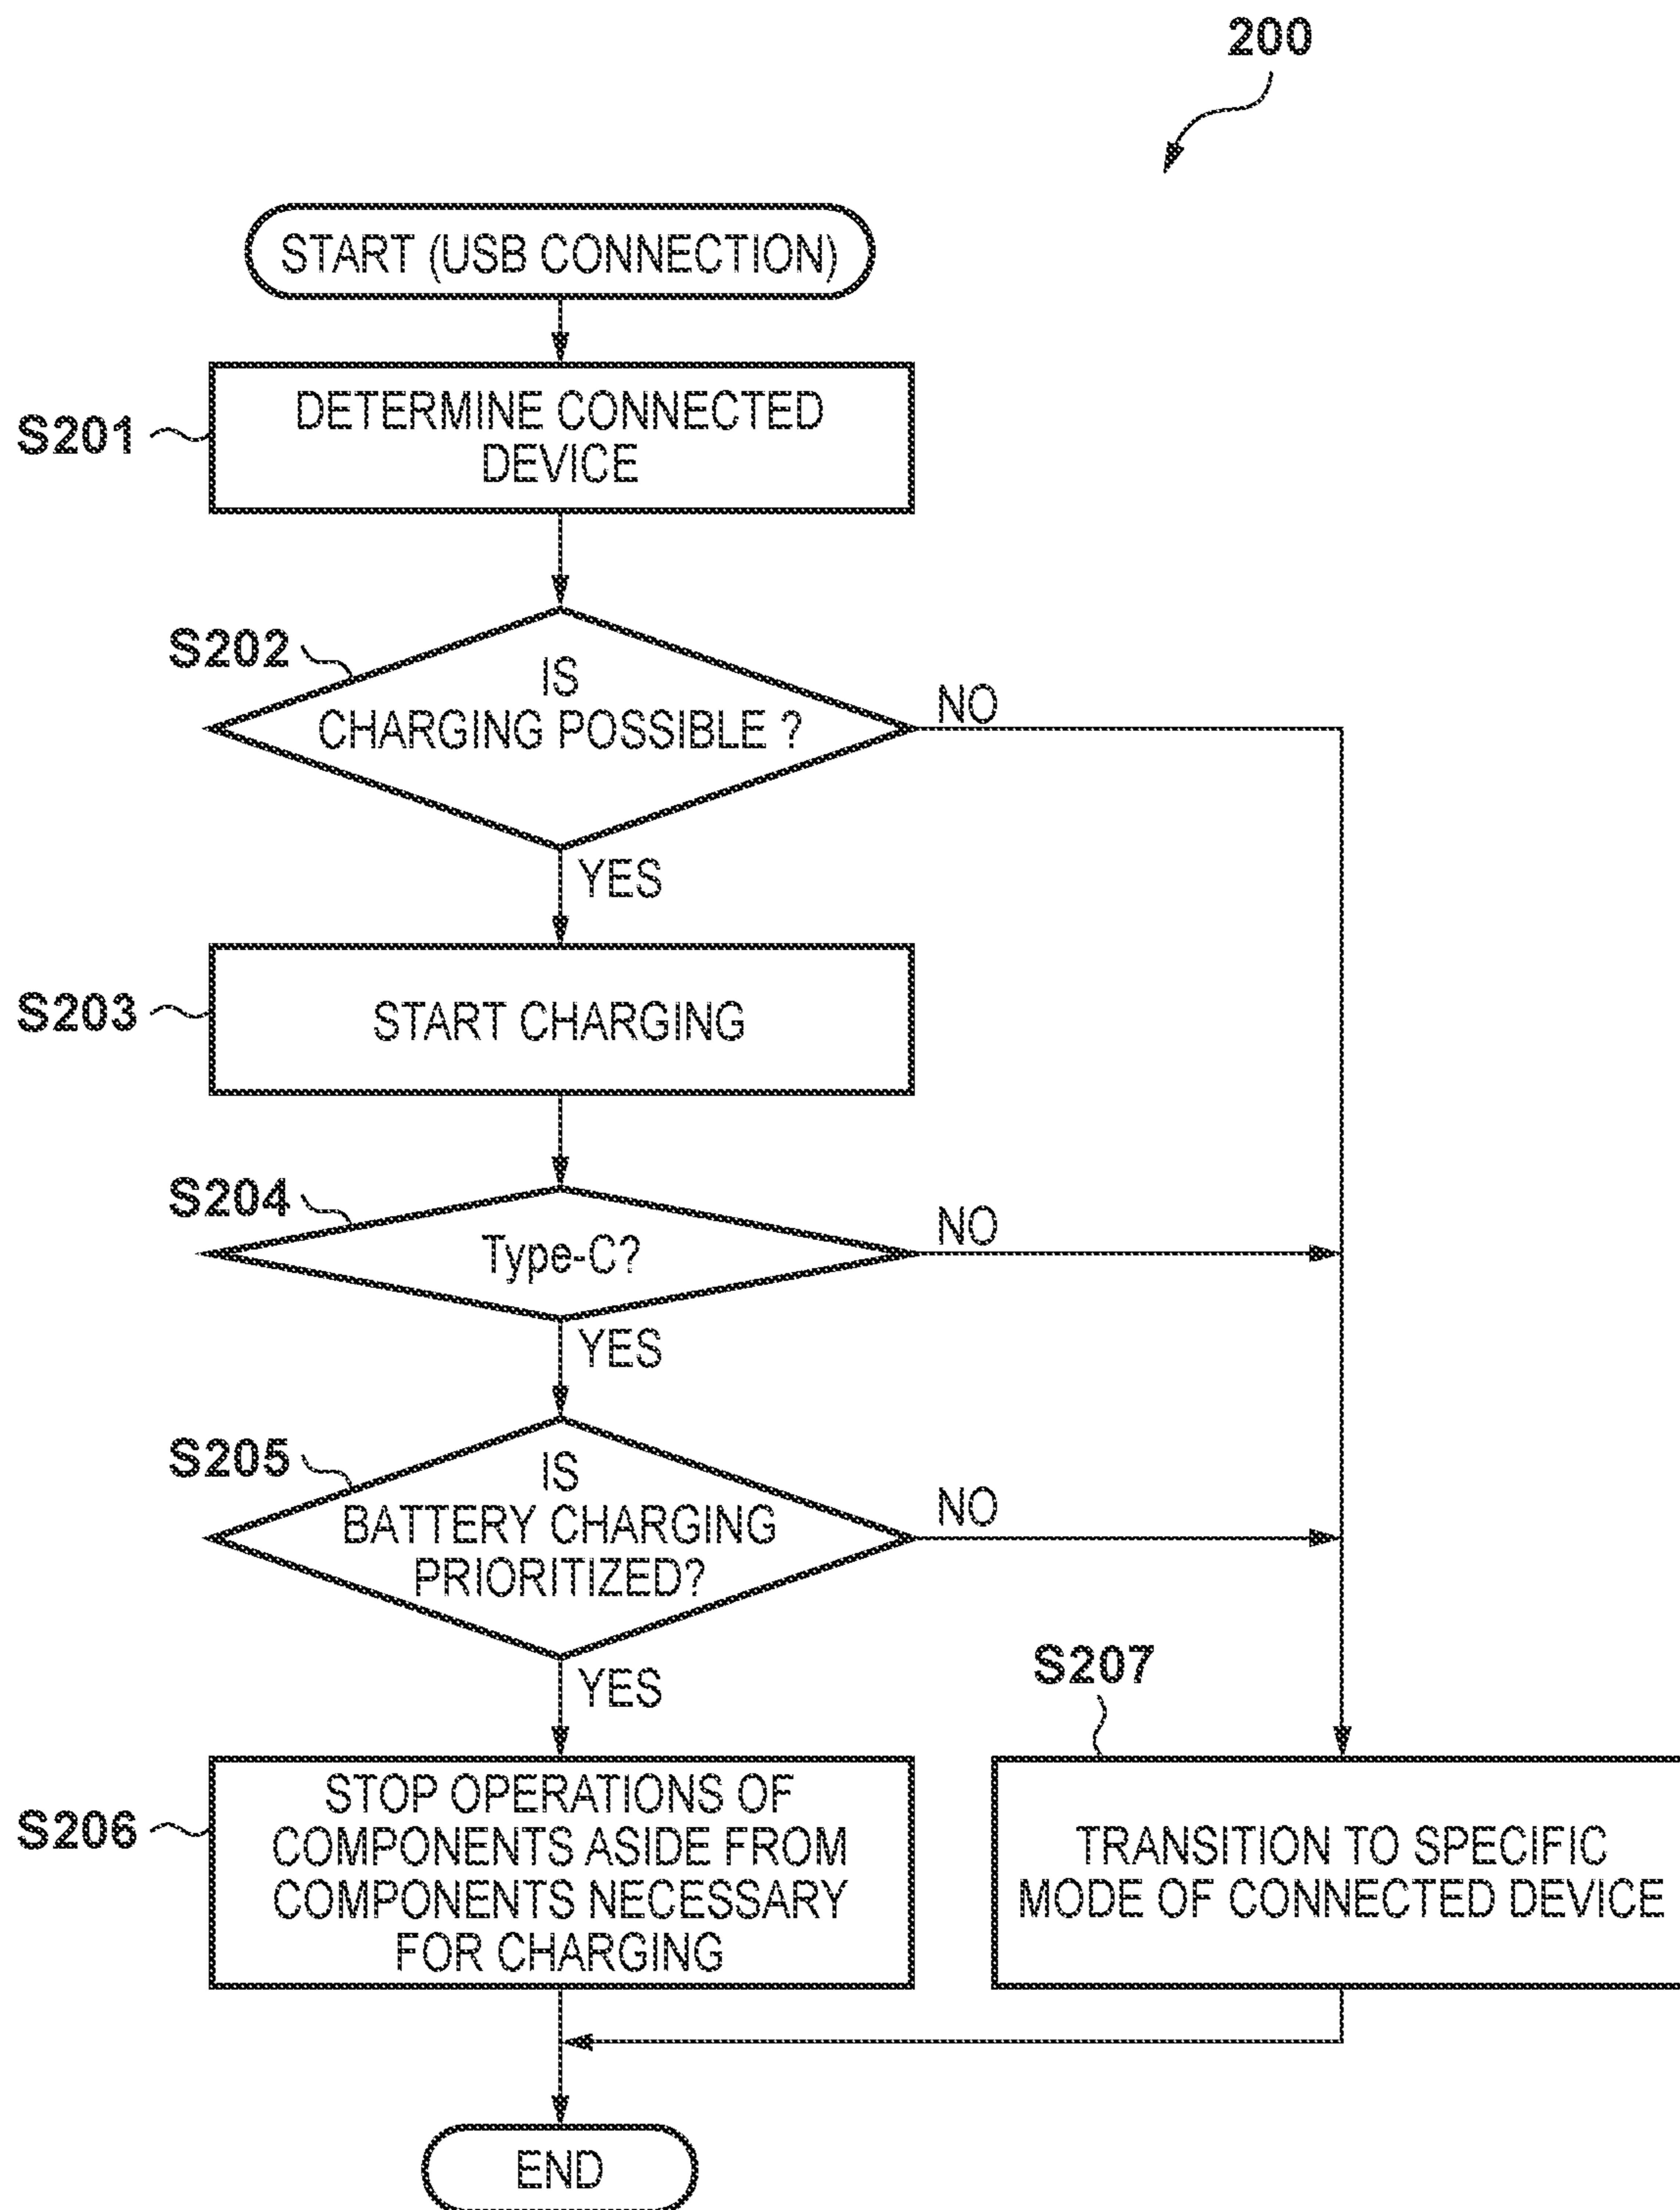 200
START (USB CONNECTION)
S201
DETERMINE CONNECTED
DEVICE
S202
IS
CHARGING POSSIBLE ?
NO
YES
S203
START CHARGING
S204
Type-C?
NO
YES
S205
IS
BATTERY CHARGING
PRIORITIZED?
NO
YES
S206
STOP OPERATIONS OF
COMPONENTS ASIDE FROM
COMPONENTS NECESSARY
FOR CHARGING
S207
TRANSITION TO SPECIFIC
MODE OF CONNECTED DEVICE
END